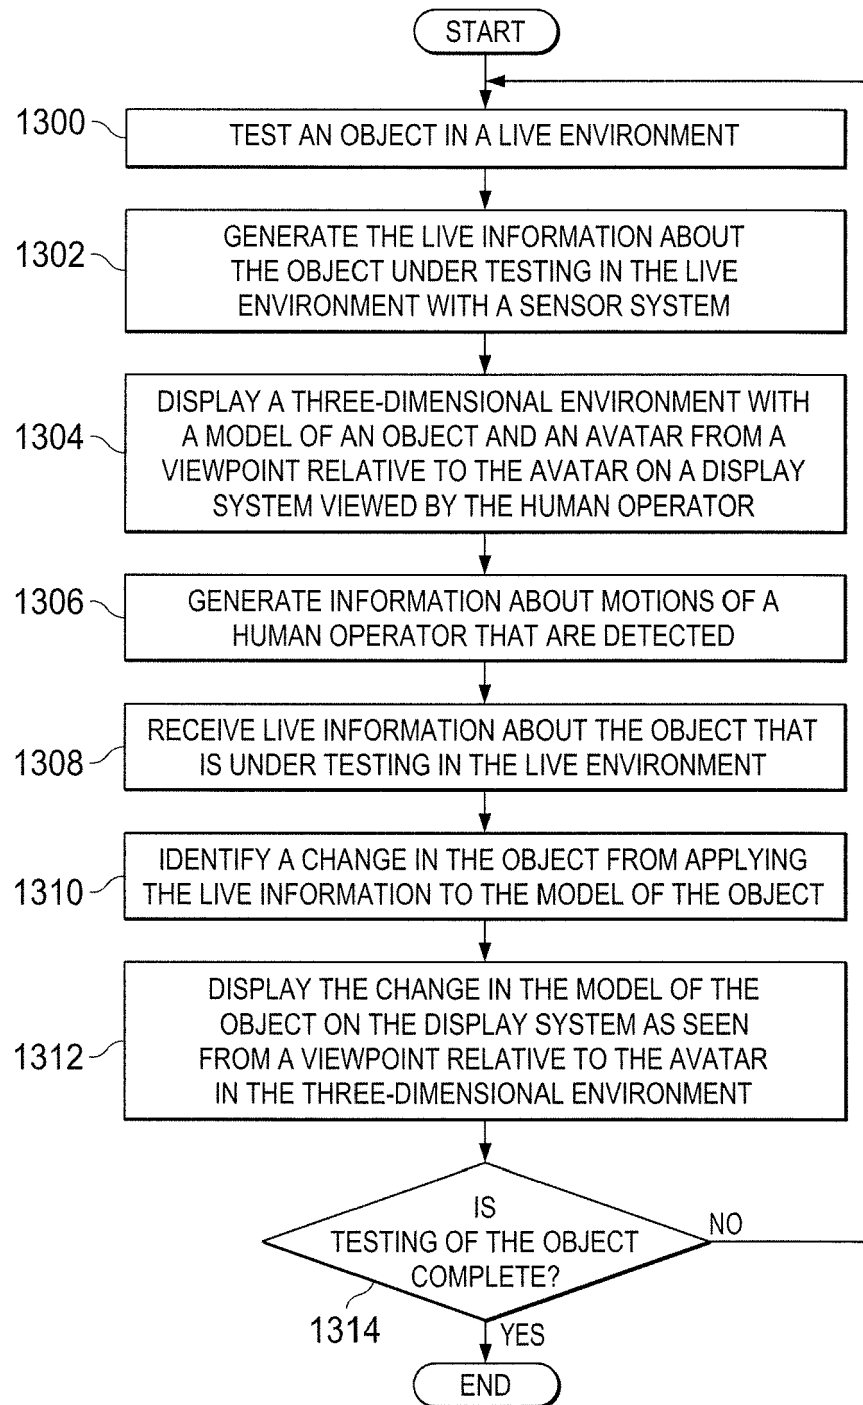 START
1300
TEST AN OBJECT IN A LIVE ENVIRONMENT
1302
GENERATE THE LIVE INFORMATION ABOUT
THE OBJECT UNDER TESTING IN THE LIVE
ENVIRONMENT WITH A SENSOR SYSTEM
1304
DISPLAY A THREE-DIMENSIONAL ENVIRONMENT WITH
A MODEL OF AN OBJECT AND AN AVATAR FROM A
VIEWPOINT RELATIVE TO THE AVATAR ON A DISPLAY
SYSTEM VIEWED BY THE HUMAN OPERATOR
1306
GENERATE INFORMATION ABOUT MOTIONS OF A
HUMAN OPERATOR THAT ARE DETECTED
1308
RECEIVE LIVE INFORMATION ABOUT THE OBJECT THAT
IS UNDER TESTING IN THE LIVE ENVIRONMENT
1310
IDENTIFY A CHANGE IN THE OBJECT FROM APPLYING
THE LIVE INFORMATION TO THE MODEL OF THE OBJECT
1312
DISPLAY THE CHANGE IN THE MODEL OF THE
OBJECT ON THE DISPLAY SYSTEM AS SEEN
FROM A VIEWPOINT RELATIVE TO THE AVATAR
IN THE THREE-DIMENSIONAL ENVIRONMENT
IS
TESTING OF THE OBJECT
COMPLETE?
NO
1314
YES
END